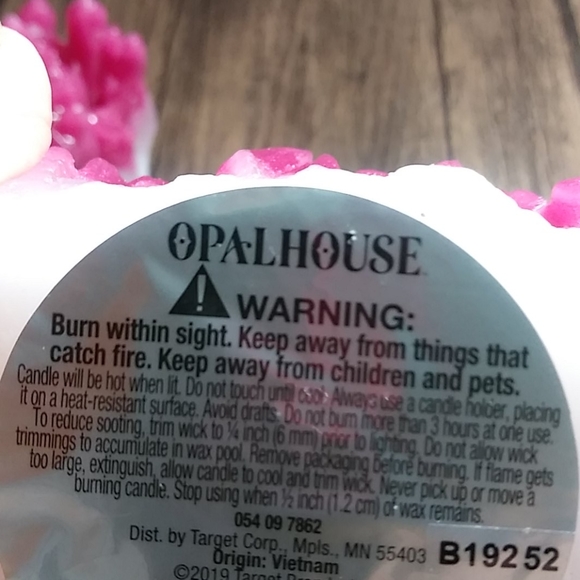 OPALHOUSE
WARNING:
Burn within sight. Keep away from things that
catch fire. Keep away from children and pets.
Candle will be hot when lit. Do not touch until cool. Always use a candle holder, placing
it on a heat-resistant surface. Avoid drafts. Do not burn more than 3 hours at one use.
To reduce sooting, trim wick to ¼ inch (6 mm) prior to lighting. Do not allow wick
trimmings to accumulate in wax pool. Remove packaging before burning. If flame gets
too large, extinguish, allow candle to cool and trim wick. Never pick up or move a
burning candle. Stop using when ½ inch (1.2 cm) of wax remains.
054 09 7862
Dist. by Target Corp., Mpls., MN 55403 B192 52
Origin: Vietnam
©2019 Target